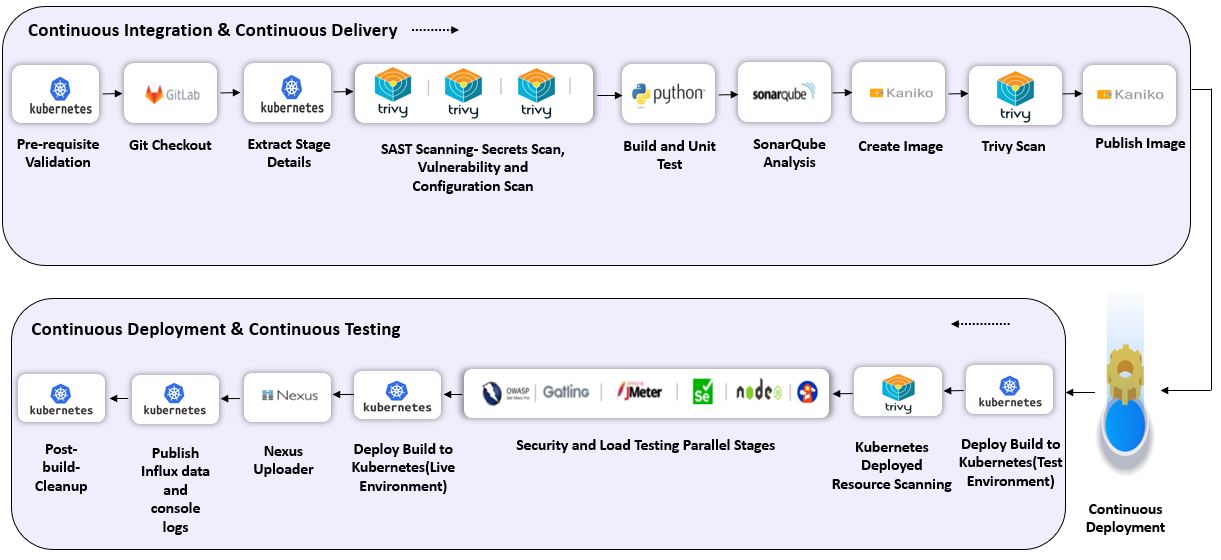 Continuous Integration & Continuous Delivery
kubernetes
GitLab
kubernetes
trivy
trivy
trivy
python
sonarqube
Kaniko
trivy
Kaniko
Pre-requisite
Validation
Git Checkout
Extract Stage
Details
SAST Scanning- Secrets Scan,
Vulnerability and
Configuration Scan
Build and Unit
Test
SonarQube
Analysis
Create Image
Trivy Scan
Publish Image
Continuous Deployment & Continuous Testing
kubernetes
kubernetes
Nexus
kubernetes
OWASP
Gatling
APACHE
JMeter
Se
node
trivy
kubernetes
Post-
build-
Cleanup
Publish
Influx data
and
console
logs
Nexus
Uploader
Deploy Build to
Kubernetes(Live
Environment)
Security and Load Testing Parallel Stages
Kubernetes
Deployed
Resource Scanning
Deploy Build to
Kubernetes(Test
Environment)
Continuous
Deployment